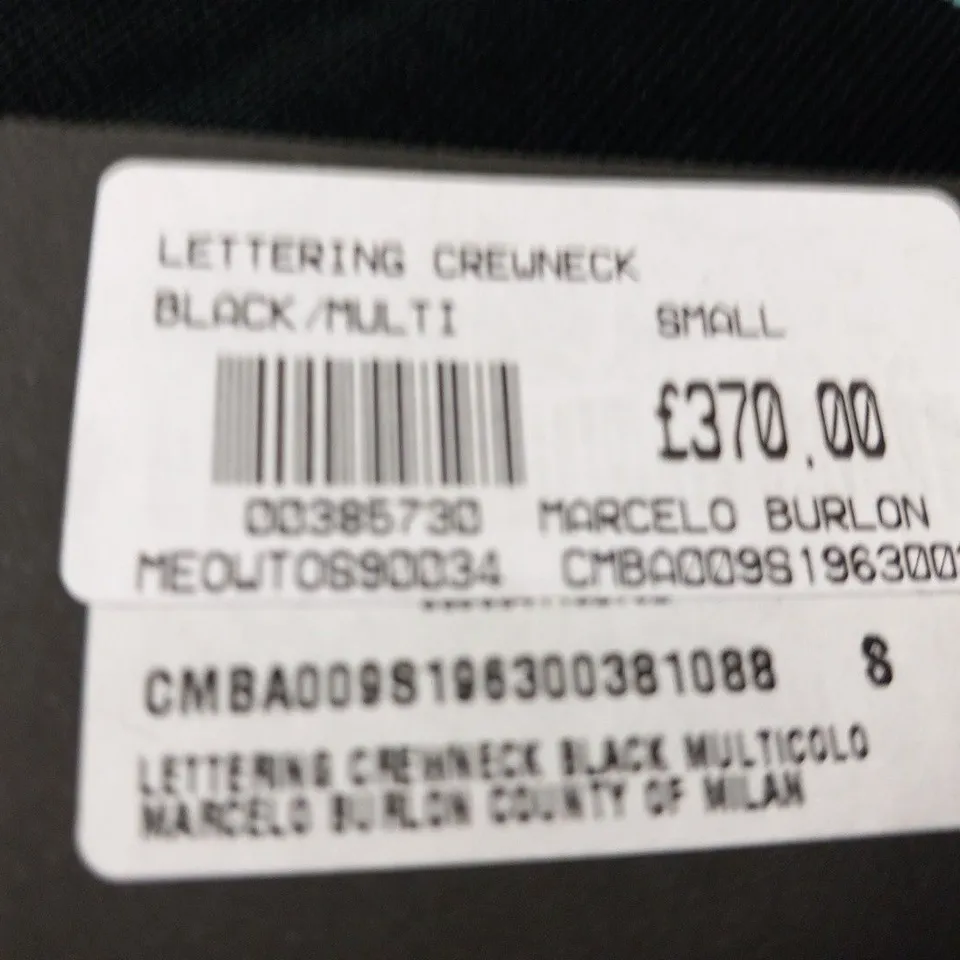 LETTERING CREWNECK
BLACK/MULTI SMALL
£370.00
00385730 MARCELO BURLON
MEOWTOS90034 CMBA009S1963003
CMBA009S196300381088 S
LETTERING CREWNECK BLACK MULTICOLO
MARCELO BURLON COUNTY OF MILAN